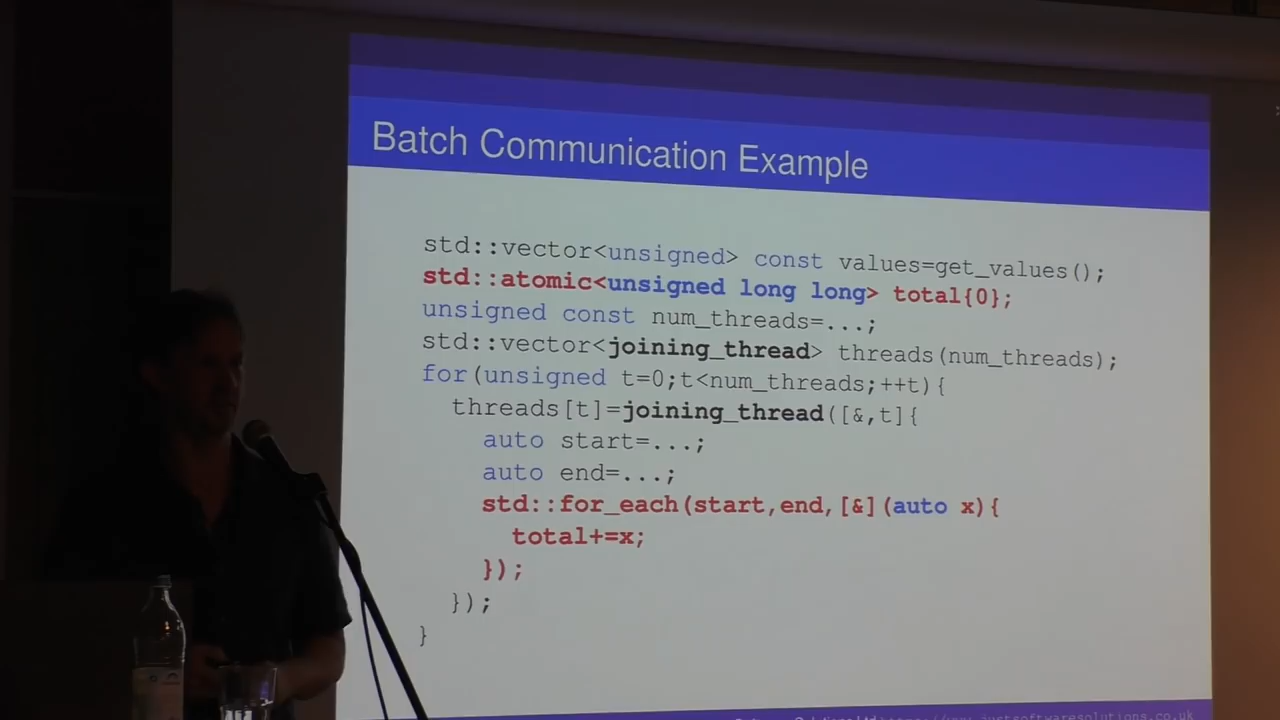 Batch Communication Example
std::vector<unsigned> const values=get_values();
std::atomic<unsigned long long> total{0};
unsigned const num_threads=...;
std::vector<joining_thread> threads(num_threads);
for(unsigned t=0;t<num_threads;++t){
threads[t]=joining_thread([&,t]{
auto start=...;
auto end=...;
std::for_each(start,end,[&](auto x){
total+=x;
});
});
}